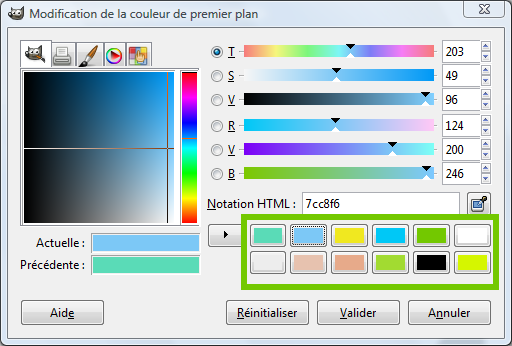 Modification de la couleur de premier plan
T 203
S 49
V 96
R 124
V 200
B 246
Notation HTML : 7cc8f6
Actuelle :
Précédente :
Aide Réinitialiser Valider Annuler